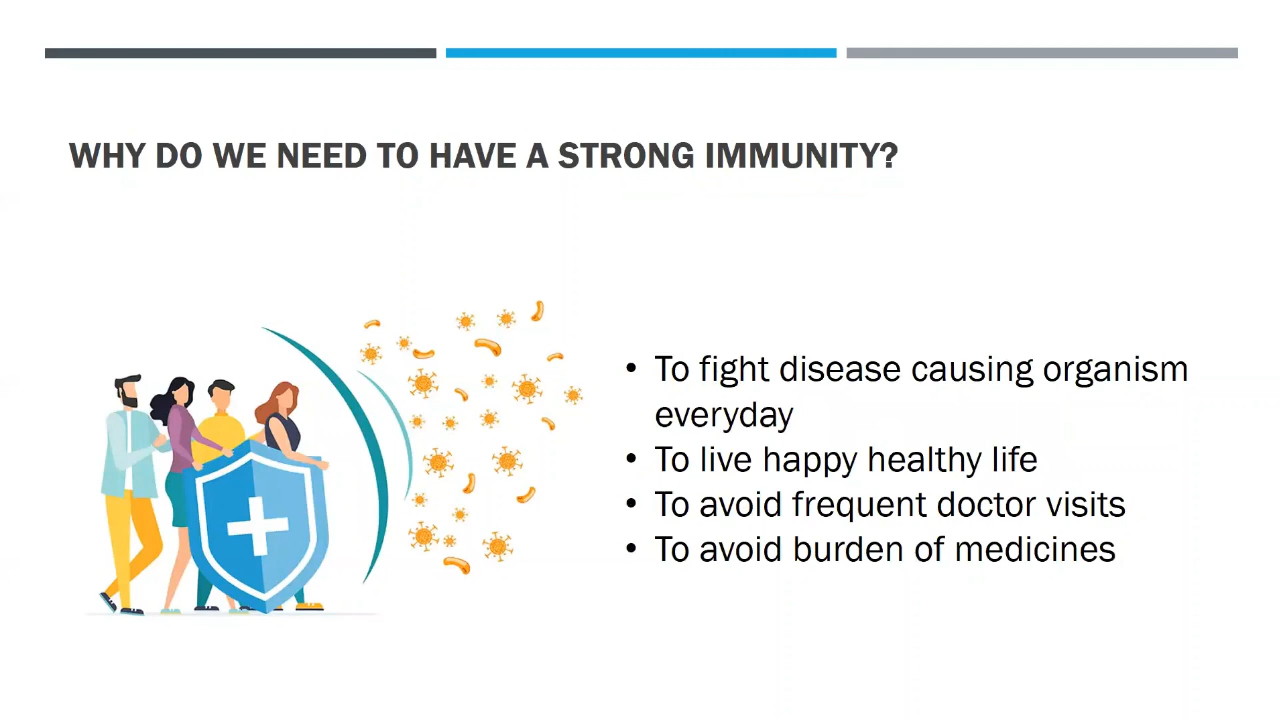 WHY DO WE NEED TO HAVE A STRONG IMMUNITY?
• To fight disease causing organism
everyday
• To live happy healthy life
• To avoid frequent doctor visits
• To avoid burden of medicines